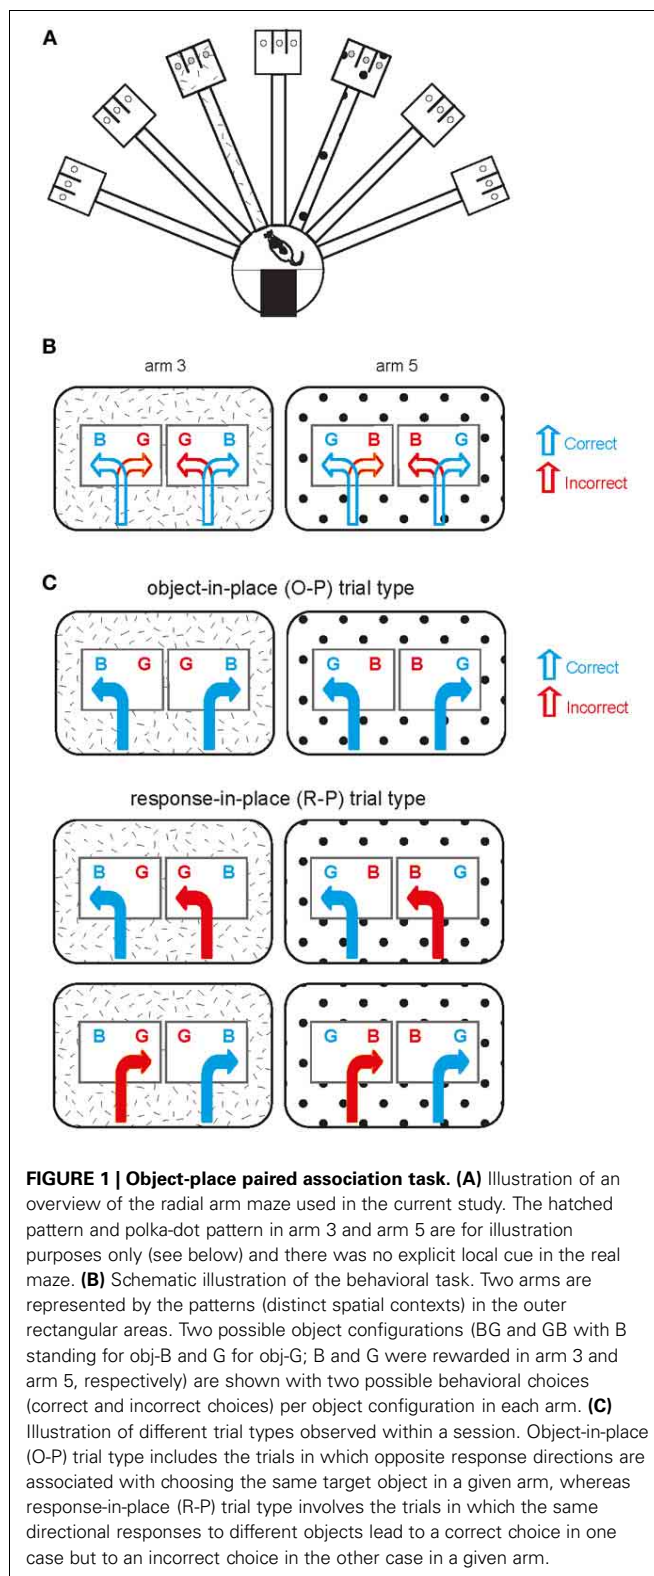 A
B
arm 3
arm 5
B G G B
G B B G
Correct
Incorrect
C
object-in-place (O-P) trial type
B G G B
G B B G
Correct
Incorrect
response-in-place (R-P) trial type
B G G B
G B B G
B G G B
G B B G
FIGURE 1 | Object-place paired association task. (A) Illustration of an
overview of the radial arm maze used in the current study. The hatched
pattern and polka-dot pattern in arm 3 and arm 5 are for illustration
purposes only (see below) and there was no explicit local cue in the real
maze. (B) Schematic illustration of the behavioral task. Two arms are
represented by the patterns (distinct spatial contexts) in the outer
rectangular areas. Two possible object configurations (BG and GB with B
standing for obj-B and G for obj-G; B and G were rewarded in arm 3 and
arm 5, respectively) are shown with two possible behavioral choices
(correct and incorrect choices) per object configuration in each arm. (C)
Illustration of different trial types observed within a session. Object-in-place
(O-P) trial type includes the trials in which opposite response directions are
associated with choosing the same target object in a given arm, whereas
response-in-place (R-P) trial type involves the trials in which the same
directional responses to different objects lead to a correct choice in one
case but to an incorrect choice in the other case in a given arm.